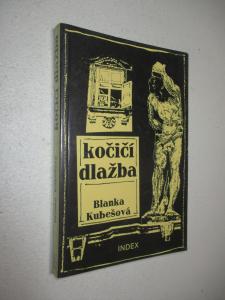 kočičí
dlažba
Blanka
Kubešová
INDEX